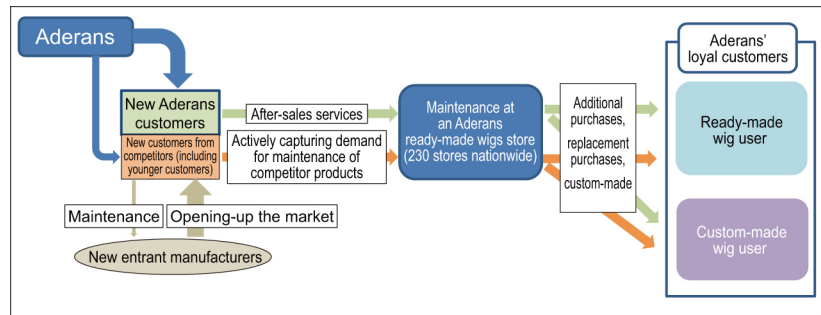 Aderans
New Aderans
customers
New customers from
competitors (including
younger customers)
After-sales services
Actively capturing demand
for maintenance of
competitor products
Maintenance
Opening-up the market
New entrant manufacturers
Maintenance at
an Aderans
ready-made wigs store
(230 stores nationwide)
Additional
purchases,
replacement
purchases,
custom-made
Aderans’
loyal customers
Ready-made
wig user
Custom-made
wig user